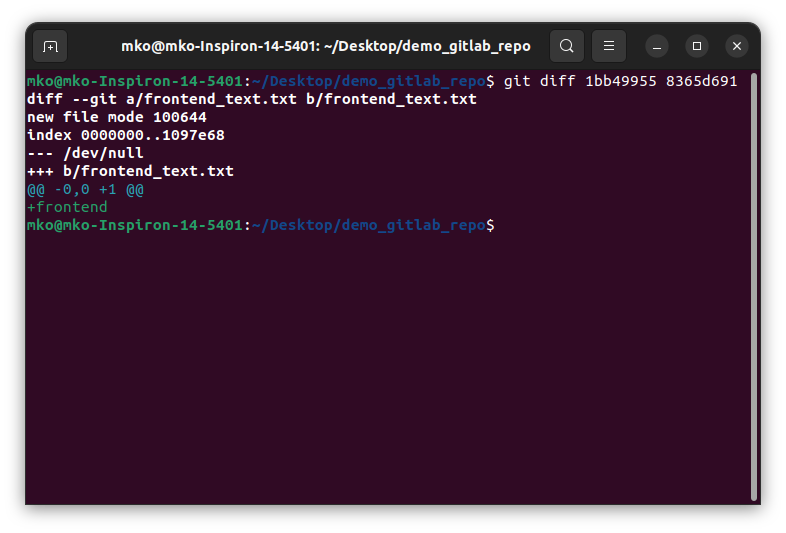 mko@mko-Inspiron-14-5401: ~/Desktop/demo_gitlab_repo
mko@mko-Inspiron-14-5401:~/Desktop/demo_gitlab_repo$ git diff 1bb49955 8365d691
diff --git a/frontend_text.txt b/frontend_text.txt
new file mode 100644
index 0000000..1097e68
--- /dev/null
+++ b/frontend_text.txt
@@ -0,0 +1 @@
+frontend
mko@mko-Inspiron-14-5401:~/Desktop/demo_gitlab_repo$